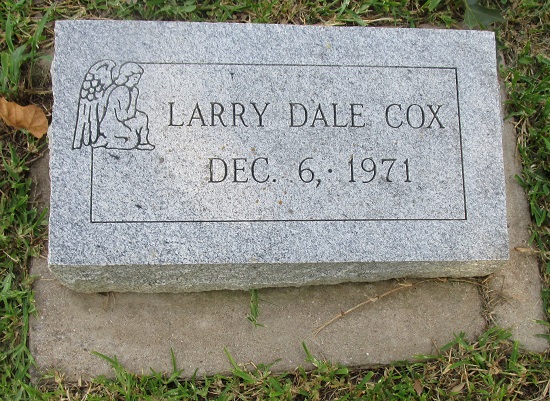 LARRY DALE COX
DEC. 6, 1971